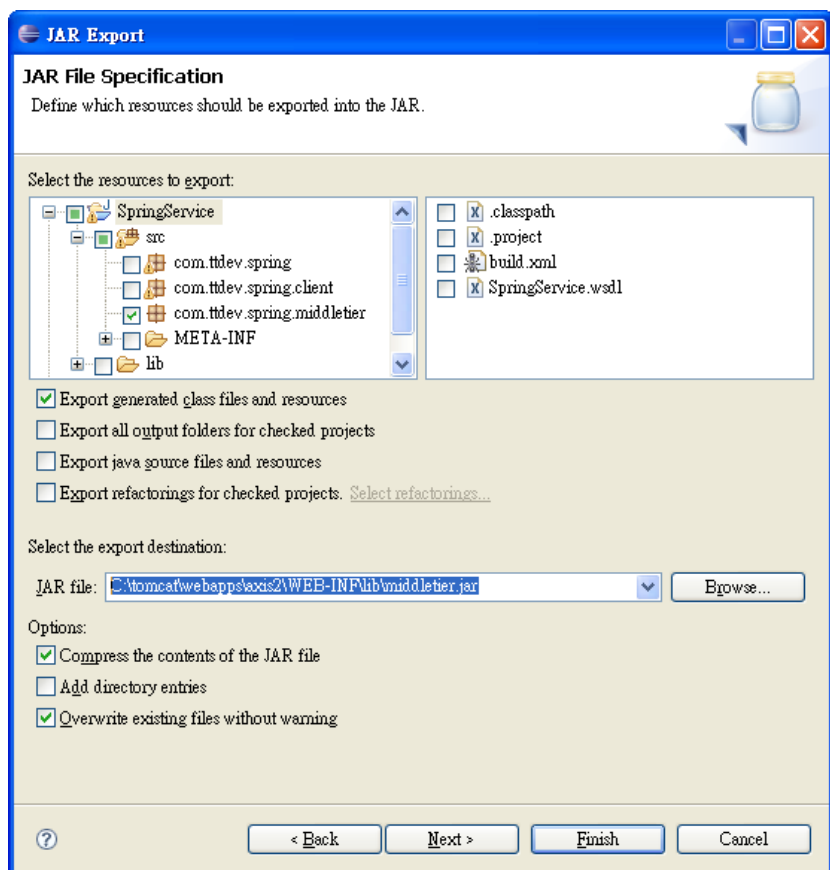 JAR Export
JAR File Specification
Define which resources should be exported into the JAR.
Select the resources to export:
SpringService
src
com.ttdev.spring
com.ttdev.spring.client
com.ttdev.spring.middletier
META-INF
lib
.classpath
.project
build.xml
SpringService.wsdl
Export generated class files and resources
Export all output folders for checked projects
Export java source files and resources
Export refactorings for checked projects. Select refactorings...
Select the export destination:
JAR file: C:\tomcat\webapps\axis2\WEB-INF\lib\middletier.jar Browse...
Options:
Compress the contents of the JAR file
Add directory entries
Overwrite existing files without warning
? < Back Next > Finish Cancel